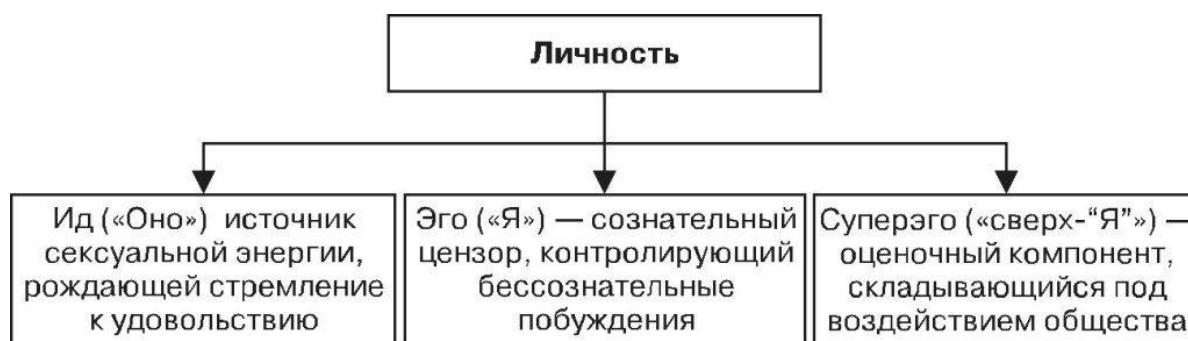 Личность
Ид («Оно») источник
сексуальной энергии,
рождающей стремление
к удовольствию
Эго («Я») — сознательный
цензор, контролирующий
бессознательные
побуждения
Суперэго («сверх-“Я”») —
оценочный компонент,
складывающийся под
воздействием общества